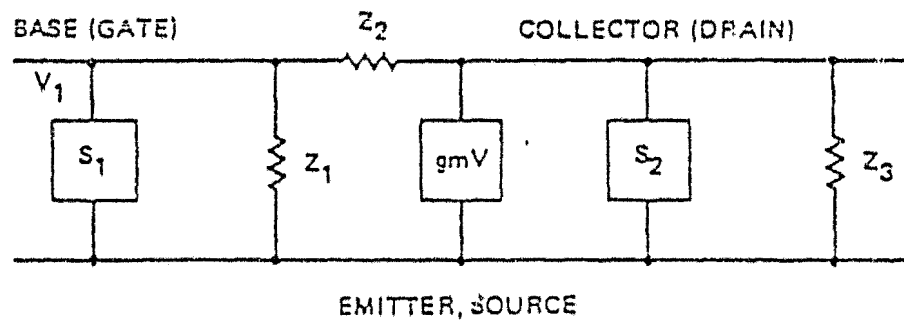 BASE (GATE)
Z2
COLLECTOR (DRAIN)
V1
S1
Z1
gmV
S2
Z3
EMITTER, SOURCE